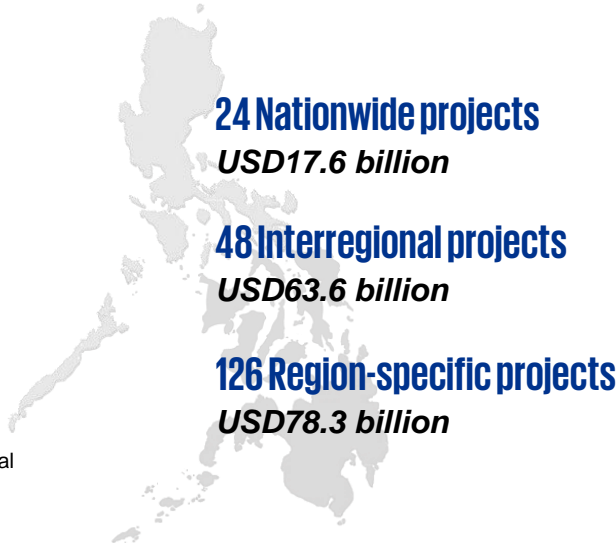 24 Nationwide projects
USD17.6 billion
48 Interregional projects
USD63.6 billion
126 Region-specific projects
USD78.3 billion
al